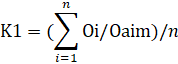 K1 = (∑_{i=1}^{n} Oi/Oaim)/n